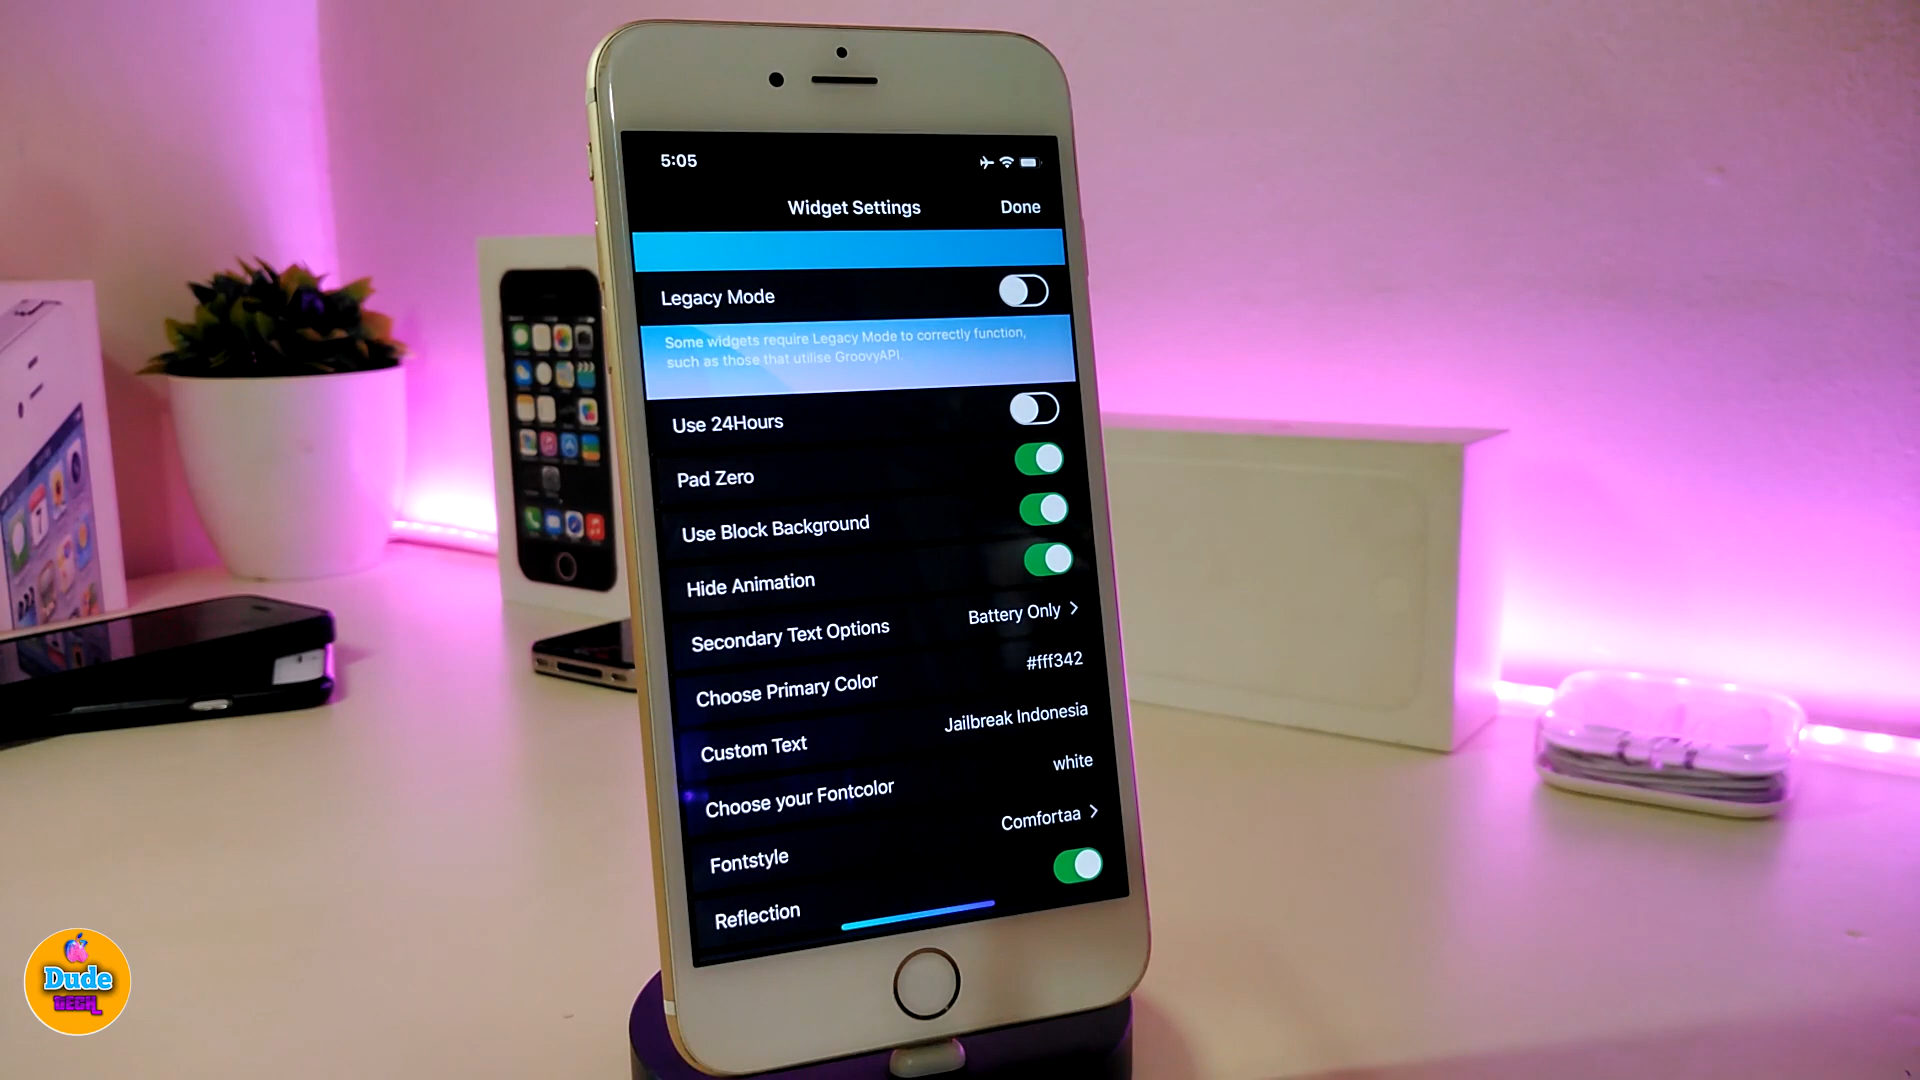 5:05
Widget Settings
Done
Legacy Mode
Some widgets require Legacy Mode to correctly function,
such as those that utilise GroovyAPI.
Use 24Hours
Pad Zero
Use Block Background
Hide Animation
Secondary Text Options
Battery Only
Choose Primary Color
#fff342
Custom Text
Jailbreak Indonesia
Choose your Fontcolor
white
Fontstyle
Comfortaa
Reflection
Dude
TECH